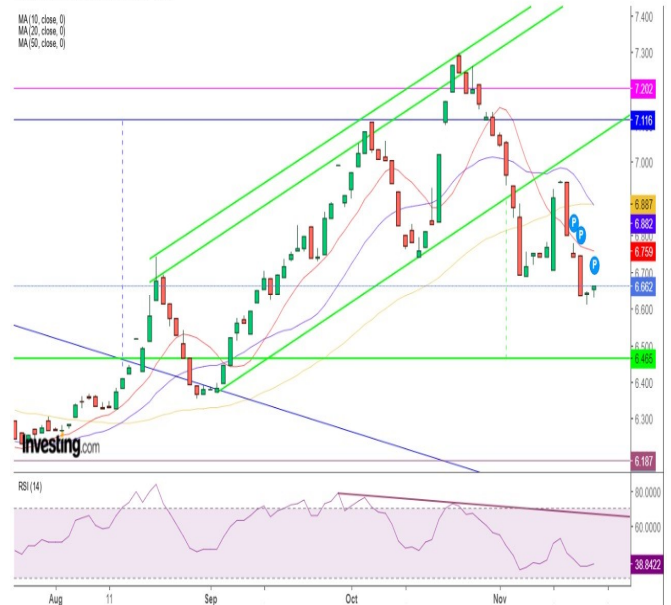 MA (10, close, 0)
MA (20, close, 0)
MA (50, close, 0)
7.400
7.300
7.202
7.116
7.000
6.887
6.882
6.800
6.759
6.700
6.662
6.600
6.500
6.465
6.400
6.300
6.187
P
P
P
Investing.com
RSI (14)
80.0000
60.0000
38.8422
Aug
11
Sep
Oct
Nov